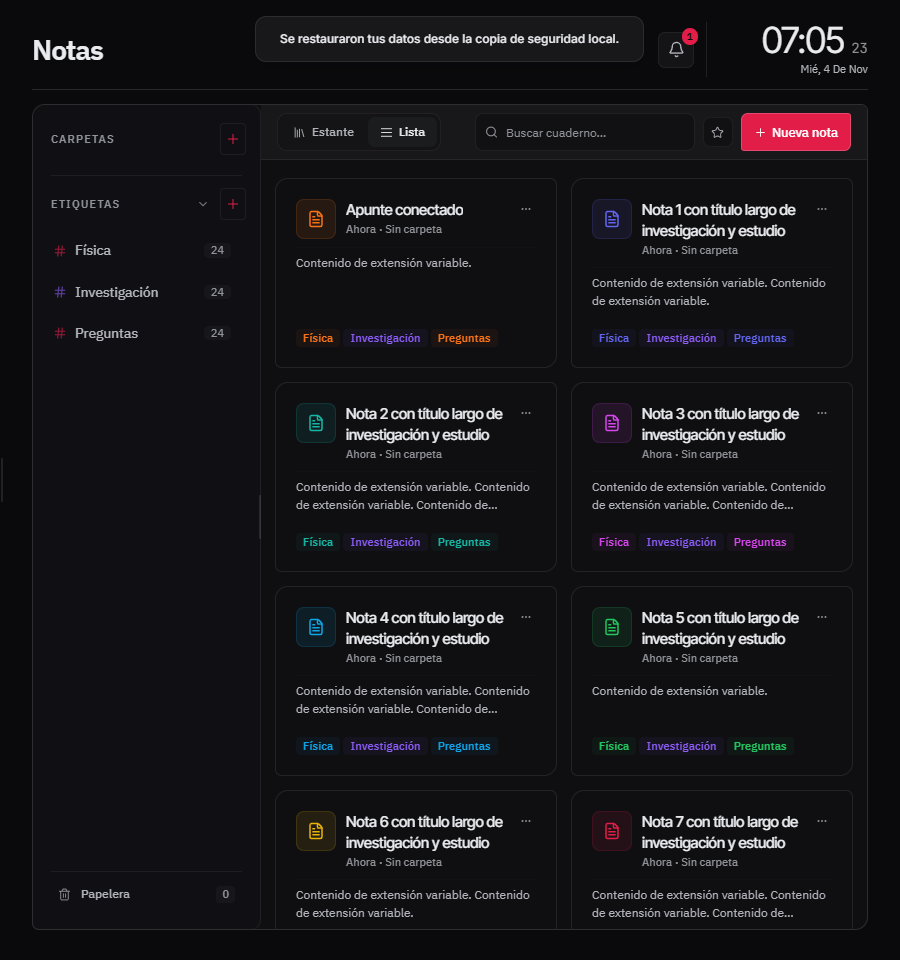 Notas
Se restauraron tus datos desde la copia de seguridad local.
1
07:05 23
Mié, 4 De Nov
CARPETAS
Estante
Lista
Buscar cuaderno...
Nueva nota
ETIQUETAS
# Física 24
# Investigación 24
# Preguntas 24
Papelera 0
Apunte conectado
Ahora • Sin carpeta
Contenido de extensión variable.
Física Investigación Preguntas
Nota 1 con título largo de
investigación y estudio
Ahora • Sin carpeta
Contenido de extensión variable. Contenido
de extensión variable.
Física Investigación Preguntas
Nota 2 con título largo de
investigación y estudio
Ahora • Sin carpeta
Contenido de extensión variable. Contenido
de extensión variable. Contenido de...
Física Investigación Preguntas
Nota 3 con título largo de
investigación y estudio
Ahora • Sin carpeta
Contenido de extensión variable. Contenido
de extensión variable. Contenido de...
Física Investigación Preguntas
Nota 4 con título largo de
investigación y estudio
Ahora • Sin carpeta
Contenido de extensión variable. Contenido
de extensión variable. Contenido de...
Física Investigación Preguntas
Nota 5 con título largo de
investigación y estudio
Ahora • Sin carpeta
Contenido de extensión variable.
Física Investigación Preguntas
Nota 6 con título largo de
investigación y estudio
Ahora • Sin carpeta
Contenido de extensión variable. Contenido
de extensión variable.
Nota 7 con título largo de
investigación y estudio
Ahora • Sin carpeta
Contenido de extensión variable. Contenido
de extensión variable. Contenido de...